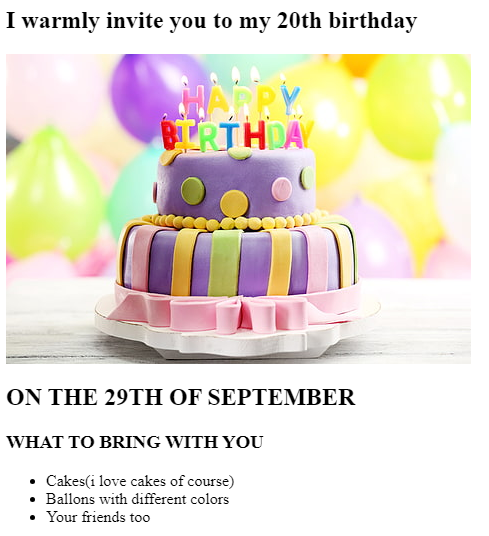 I warmly invite you to my 20th birthday
HAPPY
BIRTHDAY
ON THE 29TH OF SEPTEMBER
WHAT TO BRING WITH YOU
Cakes(i love cakes of course)
Ballons with different colors
Your friends too